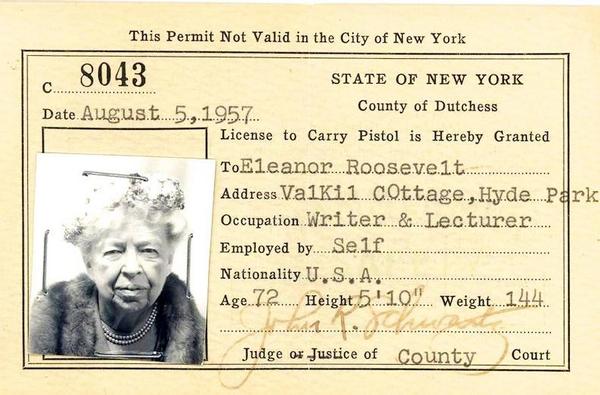 This Permit Not Valid in the City of New York
C 8043
STATE OF NEW YORK
County of Dutchess
Date August 5, 1957
License to Carry Pistol is Hereby Granted
To Eleanor Roosevelt
Address ValKil COttage, Hyde Park
Occupation Writer & Lecturer
Employed by Self
Nationality U.S.A.
Age 72 Height 5'10" Weight 144
John R. Schwartz
Judge or Justice of County Court